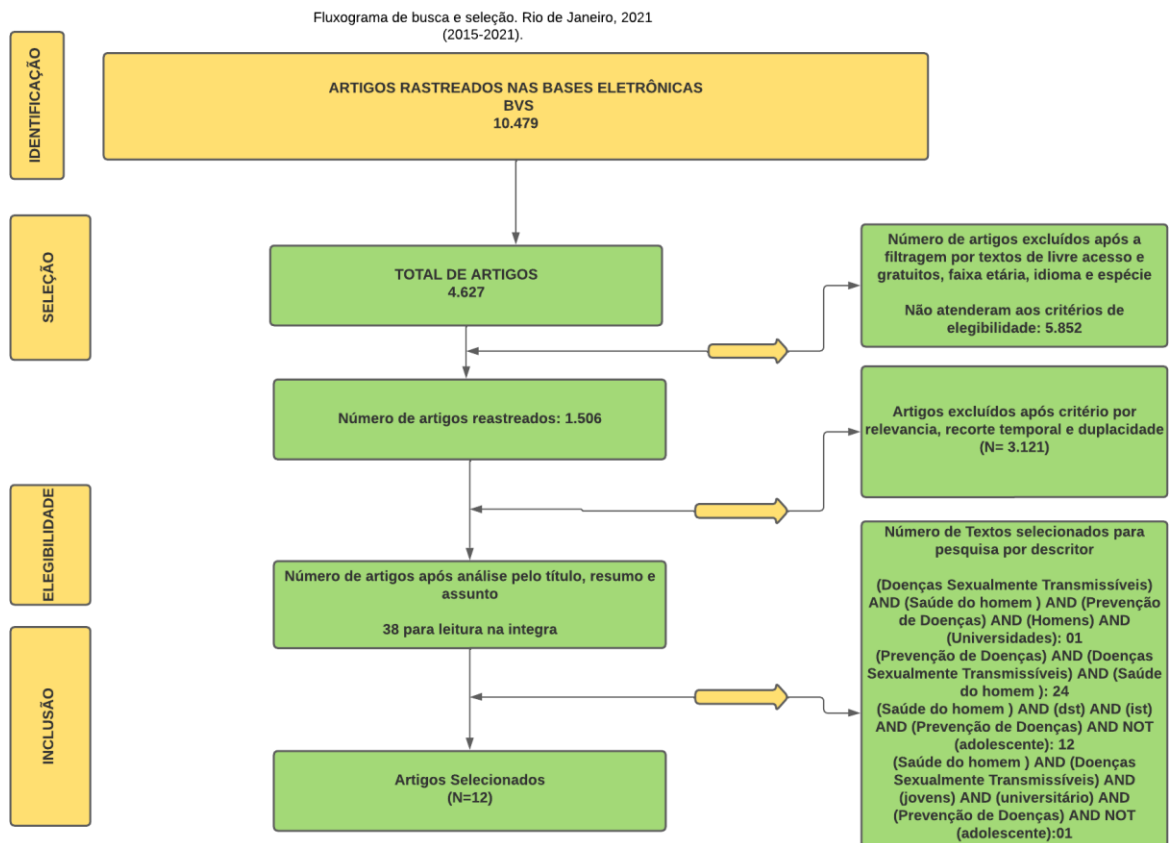 Fluxograma de busca e seleção. Rio de Janeiro, 2021
(2015-2021).
IDENTIFICAÇÃO
ARTIGOS RASTREADOS NAS BASES ELETRÔNICAS
BVS
10.479
SELEÇÃO
TOTAL DE ARTIGOS
4.627
Número de artigos excluídos após a
filtragem por textos de livre acesso e
gratuitos, faixa etária, idioma e espécie
Não atenderam aos critérios de
elegibilidade: 5.852
Número de artigos reastreados: 1.506
Artigos excluídos após critério por
relevancia, recorte temporal e duplacidade
(N= 3.121)
ELEGIBILIDADE
Número de artigos após análise pelo título, resumo e
assunto
38 para leitura na integra
Número de Textos selecionados para
pesquisa por descritor
(Doenças Sexualmente Transmissíveis)
AND (Saúde do homem ) AND (Prevenção
de Doenças) AND (Homens) AND
(Universidades): 01
(Prevenção de Doenças) AND (Doenças
Sexualmente Transmissíveis) AND (Saúde
do homem ): 24
(Saúde do homem ) AND (dst) AND (ist)
AND (Prevenção de Doenças) AND NOT
(adolescente): 12
(Saúde do homem ) AND (Doenças
Sexualmente Transmissíveis) AND
(jovens) AND (universitário) AND
(Prevenção de Doenças) AND NOT
(adolescente):01
INCLUSÃO
Artigos Selecionados
(N=12)